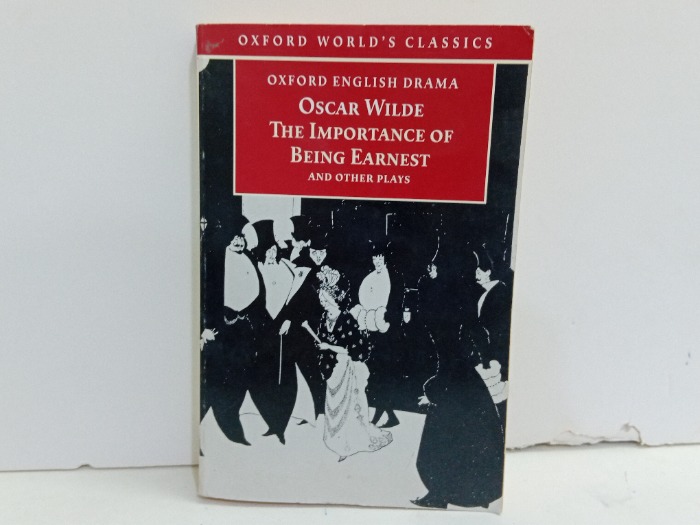 OXFORD WORLD'S CLASSICS
OXFORD ENGLISH DRAMA
OSCAR WILDE
THE IMPORTANCE OF
BEING EARNEST
AND OTHER PLAYS